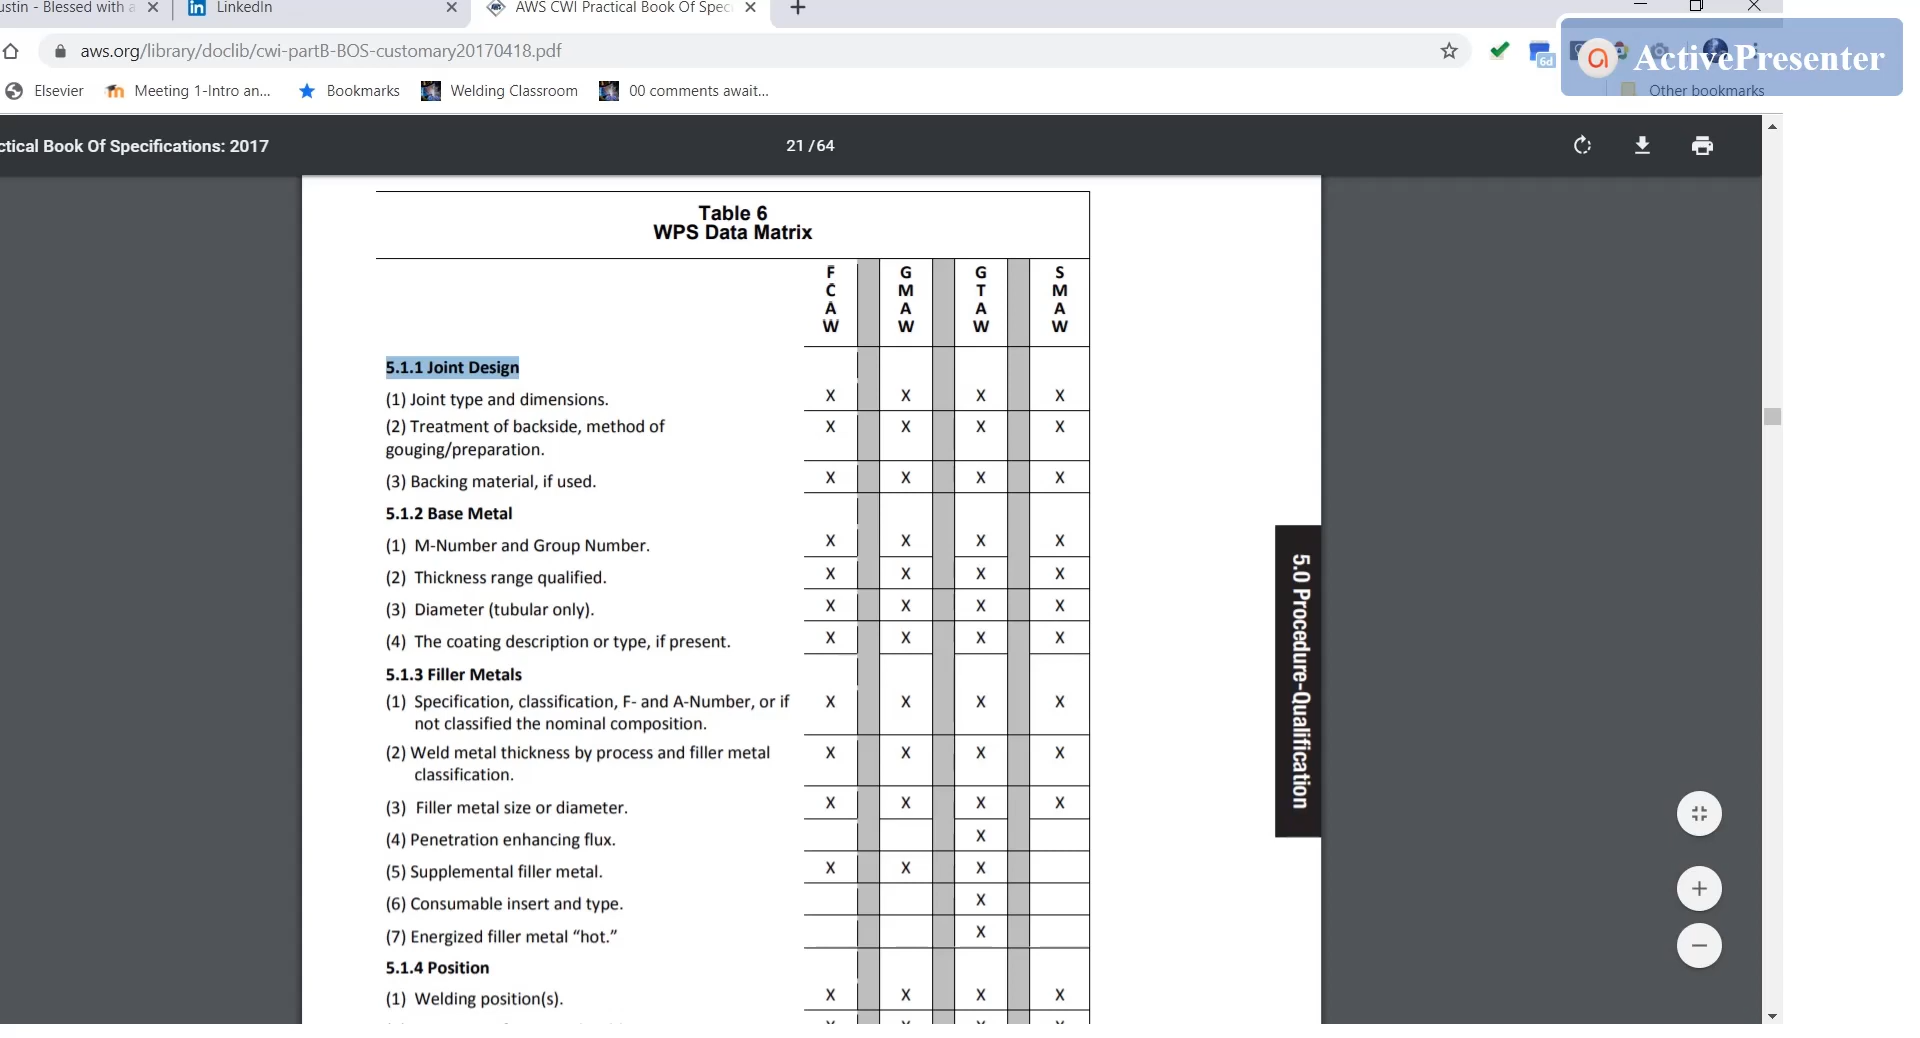 ustin - Blessed with a
LinkedIn
AWS CWI Practical Book Of Spec
aws.org/library/doclib/cwi-partB-BOS-customary20170418.pdf
6d
ActivePresenter
Elsevier
Meeting 1-Intro an...
Bookmarks
Welding Classroom
00 comments await...
Other bookmarks
ctical Book Of Specifications: 2017
21 / 64
Table 6
WPS Data Matrix
FCAW GMAW GTAW SMAW
5.1.1 Joint Design
(1) Joint type and dimensions. X X X X
(2) Treatment of backside, method of X X X X
gouging/preparation.
(3) Backing material, if used. X X X X
5.1.2 Base Metal
(1) M-Number and Group Number. X X X X
(2) Thickness range qualified. X X X X
(3) Diameter (tubular only). X X X X
(4) The coating description or type, if present. X X X X
5.1.3 Filler Metals
(1) Specification, classification, F- and A-Number, or if X X X X
not classified the nominal composition.
(2) Weld metal thickness by process and filler metal X X X X
classification.
(3) Filler metal size or diameter. X X X X
(4) Penetration enhancing flux. X
(5) Supplemental filler metal. X X X
(6) Consumable insert and type. X
(7) Energized filler metal “hot.” X
5.1.4 Position
(1) Welding position(s). X X X X
5.0 Procedure-Qualification